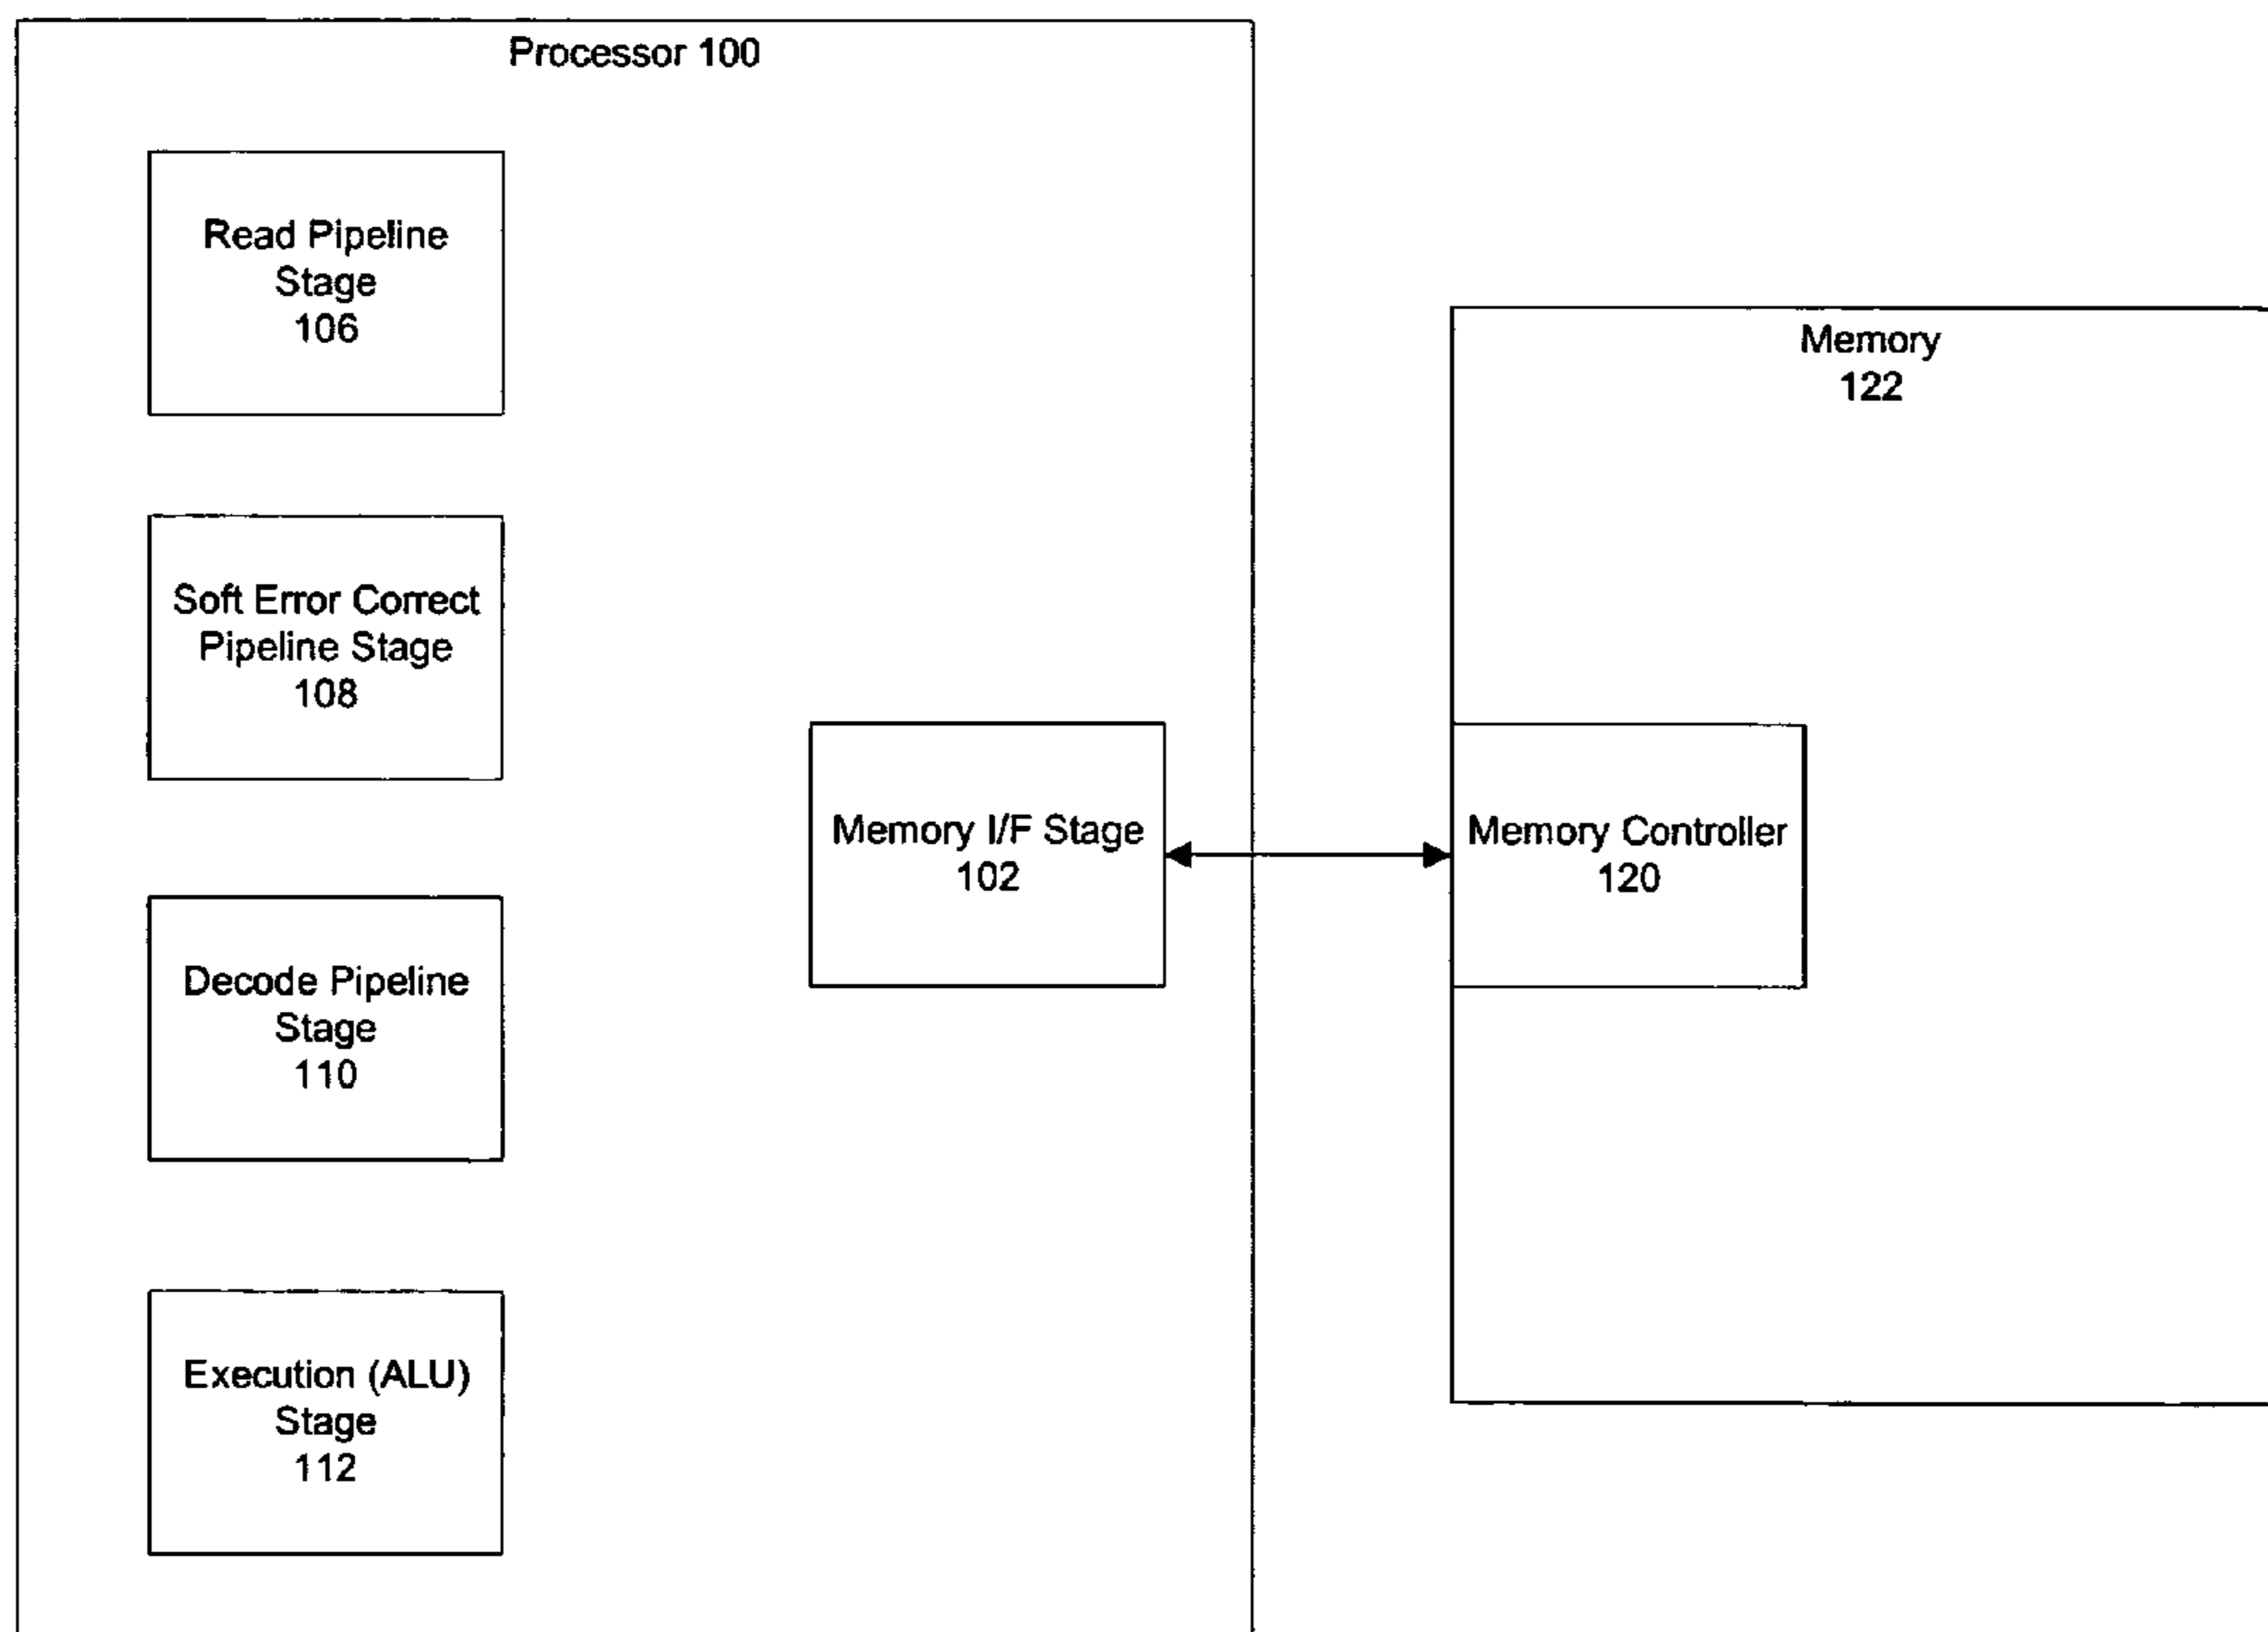 Processor 100
Read Pipeline
Stage
106
Soft Error Correct
Pipeline Stage
108
Decode Pipeline
Stage
110
Execution (ALU)
Stage
112
Memory I/F Stage
102
Memory
122
Memory Controller
120